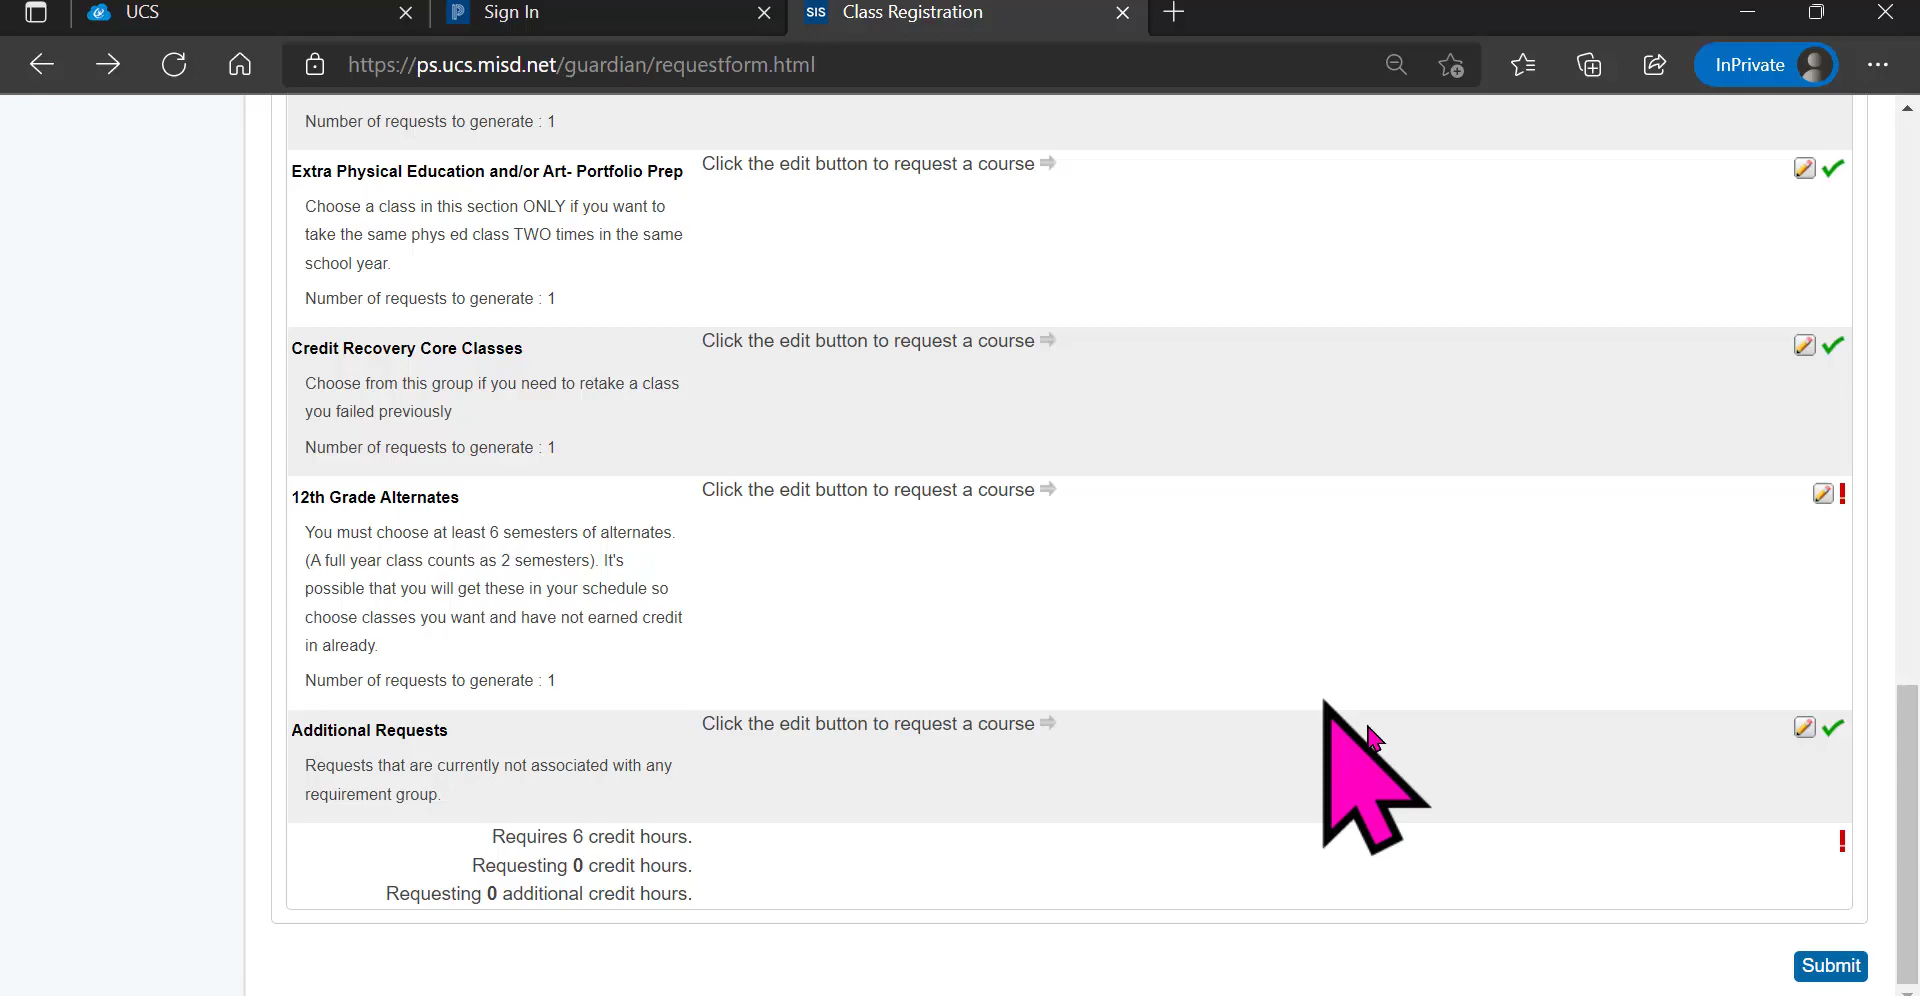 UCS
Sign In
SIS Class Registration
https://ps.ucs.misd.net/guardian/requestform.html
InPrivate
Number of requests to generate : 1
Extra Physical Education and/or Art- Portfolio Prep
Click the edit button to request a course
Choose a class in this section ONLY if you want to
take the same phys ed class TWO times in the same
school year.
Number of requests to generate : 1
Credit Recovery Core Classes
Click the edit button to request a course
Choose from this group if you need to retake a class
you failed previously
Number of requests to generate : 1
12th Grade Alternates
Click the edit button to request a course
You must choose at least 6 semesters of alternates.
(A full year class counts as 2 semesters). It's
possible that you will get these in your schedule so
choose classes you want and have not earned credit
in already.
Number of requests to generate : 1
Additional Requests
Click the edit button to request a course
Requests that are currently not associated with any
requirement group.
Requires 6 credit hours.
Requesting 0 credit hours.
Requesting 0 additional credit hours.
Submit